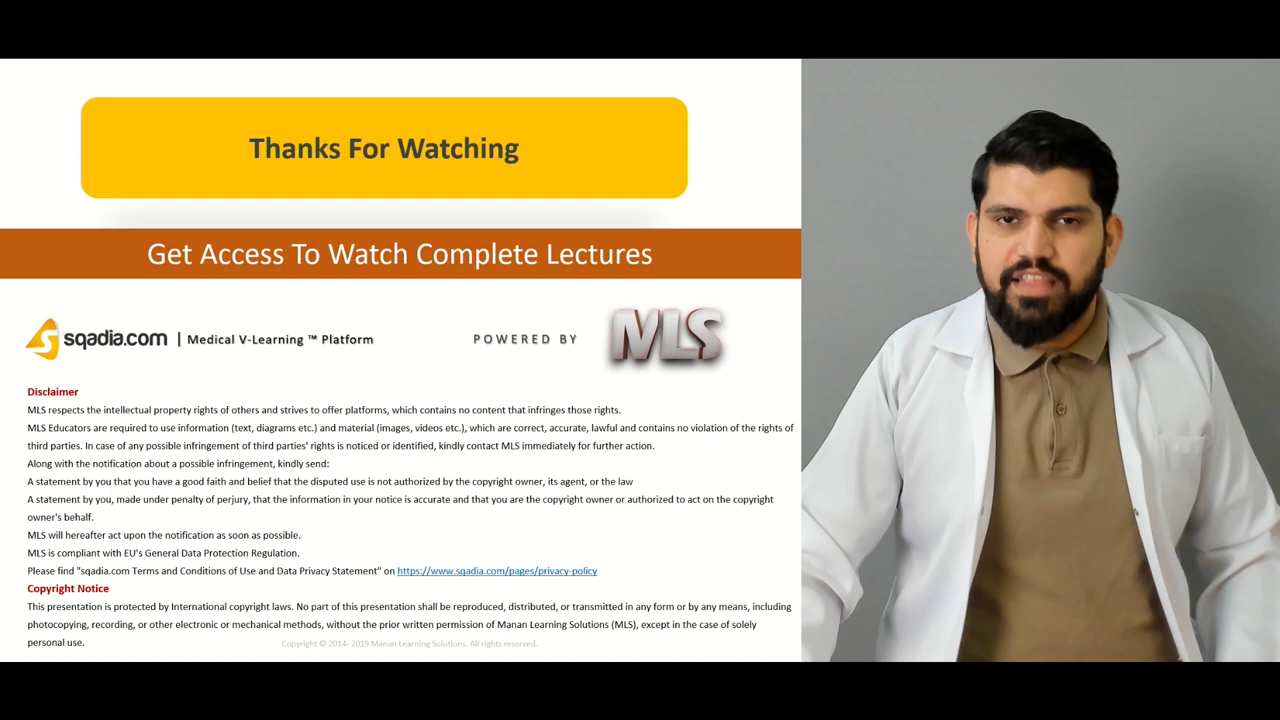 Thanks For Watching
Get Access To Watch Complete Lectures
sqadia.com | Medical V-Learning ™ Platform
POWERED BY MLS
Disclaimer
MLS respects the intellectual property rights of others and strives to offer platforms, which contains no content that infringes those rights.
MLS Educators are required to use information (text, diagrams etc.) and material (images, videos etc.), which are correct, accurate, lawful and contains no violation of the rights of
third parties. In case of any possible infringement of third parties' rights is noticed or identified, kindly contact MLS immediately for further action.
Along with the notification about a possible infringement, kindly send:
A statement by you that you have a good faith and belief that the disputed use is not authorized by the copyright owner, its agent, or the law
A statement by you, made under penalty of perjury, that the information in your notice is accurate and that you are the copyright owner or authorized to act on the copyright
owner's behalf.
MLS will hereafter act upon the notification as soon as possible.
MLS is compliant with EU's General Data Protection Regulation.
Please find "sqadia.com Terms and Conditions of Use and Data Privacy Statement" on https://www.sqadia.com/pages/privacy-policy
Copyright Notice
This presentation is protected by International copyright laws. No part of this presentation shall be reproduced, distributed, or transmitted in any form or by any means, including
photocopying, recording, or other electronic or mechanical methods, without the prior written permission of Manan Learning Solutions (MLS), except in the case of solely
personal use.
Copyright © 2014- 2019 Manan Learning Solutions. All rights reserved.